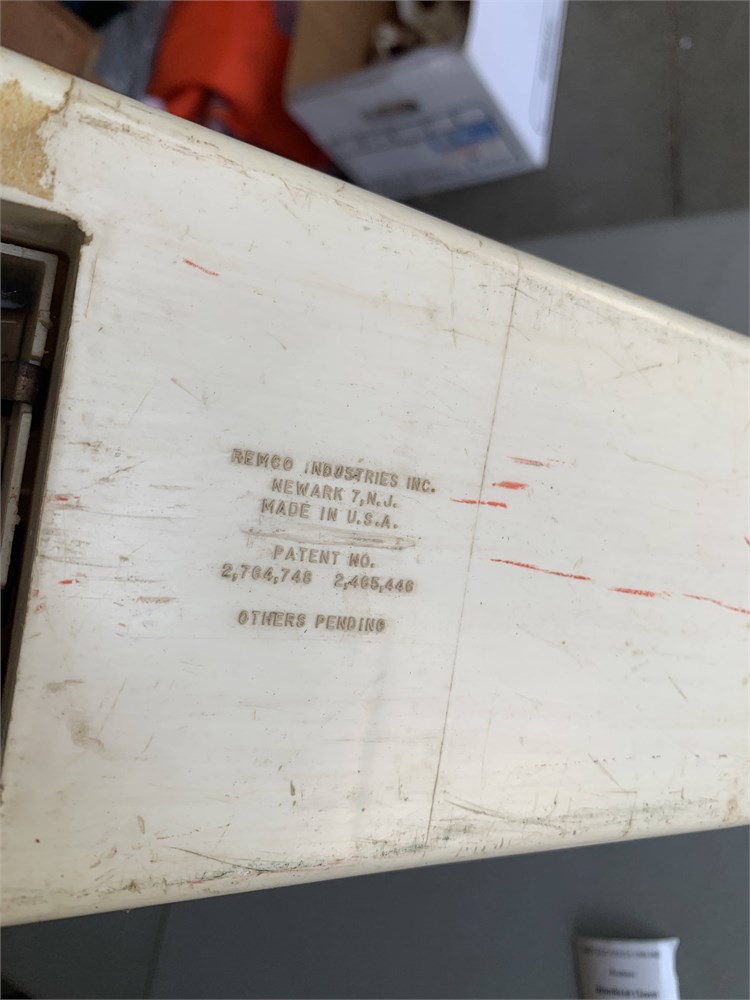 REMCO INDUSTRIES INC.
NEWARK 7, N.J.
MADE IN U.S.A.
PATENT NO.
2,764,748 2,465,446
OTHERS PENDING